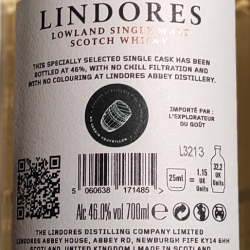 LINDORES
LOWLAND SINGLE MALT
SCOTCH WHISKY
THIS SPECIALLY SELECTED SINGLE CASK HAS BEEN
BOTTLED AT 46%, WITH NO CHILL FILTRATION AND
WITH NO COLOURING AT LINDORES ABBEY DISTILLERY.
IMPORTÉ PAR :
L'EXPLORATEUR
DU GOÛT
L3213
25ml = 1.15 UK Units
32.2 UK Units
5 060638 171485 >
Alc 46.0% vol 700ml e
THE LINDORES DISTILLING COMPANY LIMITED
LINDORES ABBEY HOUSE, ABBEY RD, NEWBURGH FIFE KY14 6HH
SCOTLAND, UNITED KINGDOM | MADE IN SCOTLAND